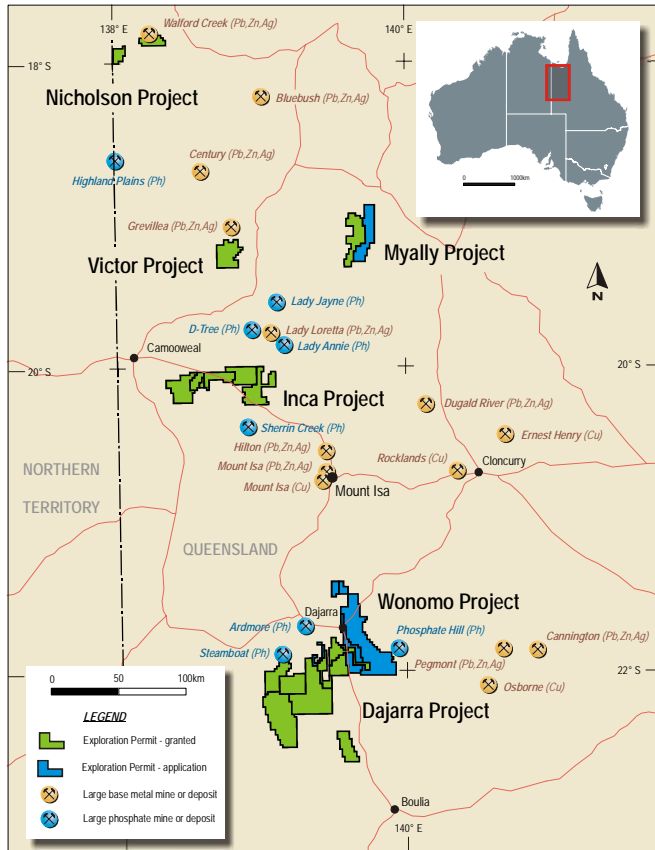 138° E
Walford Creek (Pb,Zn,Ag)
140° E
18° S
Nicholson Project
Bluebush (Pb,Zn,Ag)
0
1000km
Century (Pb,Zn,Ag)
Highland Plains (Ph)
Grevillea (Pb,Zn,Ag)
Victor Project
Myally Project
N
Lady Jayne (Ph)
D-Tree (Ph)
Lady Loretta (Pb,Zn,Ag)
Lady Annie (Ph)
Camooweal
20° S
20° S
Inca Project
Dugald River (Pb,Zn,Ag)
Sherrin Creek (Ph)
Ernest Henry (Cu)
Hilton (Pb,Zn,Ag)
Mount Isa (Pb,Zn,Ag)
Rocklands (Cu)
Cloncurry
Mount Isa (Cu)
Mount Isa
NORTHERN
TERRITORY
QUEENSLAND
Wonomo Project
Dajarra
Ardmore (Ph)
Phosphate Hill (Ph)
Cannington (Pb,Zn,Ag)
Steamboat (Ph)
Pegmont (Pb,Zn,Ag)
22° S
Osborne (Cu)
Dajarra Project
0
50
100km
LEGEND
Exploration Permit - granted
Exploration Permit - application
Large base metal mine or deposit
Large phosphate mine or deposit
Boulia
140° E